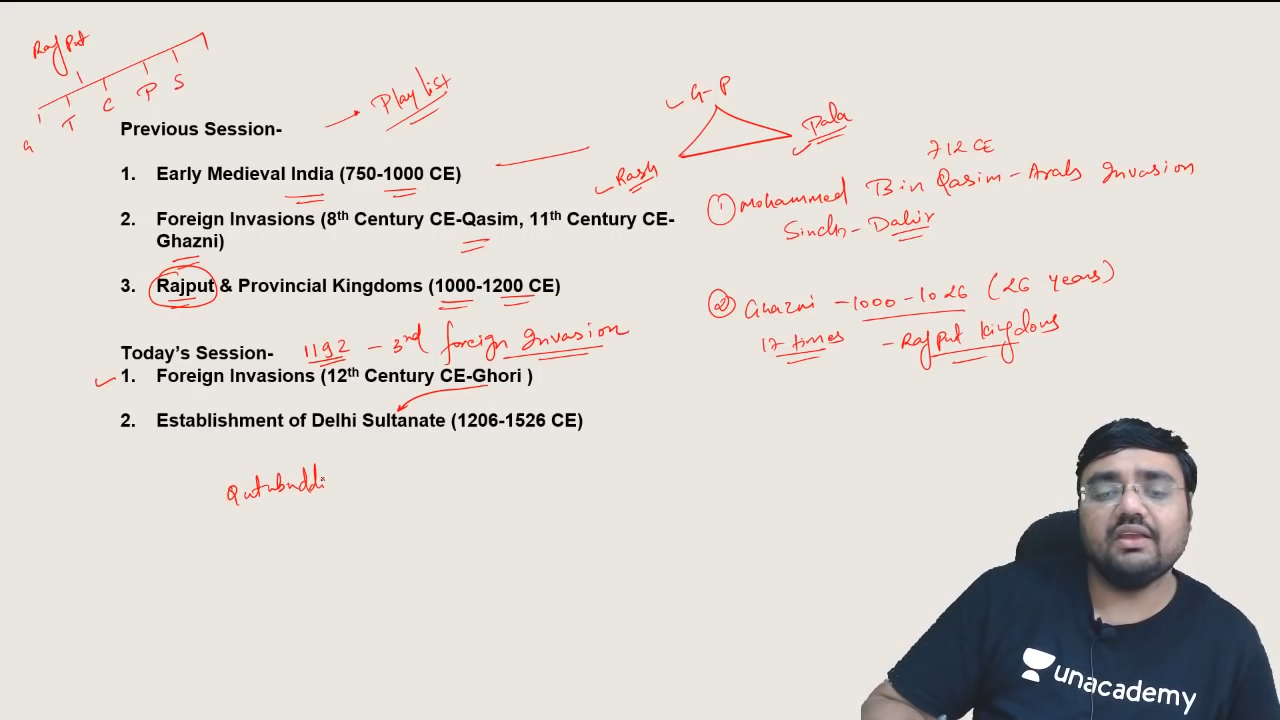 Rajput
G T C P S
Play list
Previous Session-
1. Early Medieval India (750-1000 CE)
2. Foreign Invasions (8th Century CE-Qasim, 11th Century CE-
Ghazni)
3. Rajput & Provincial Kingdoms (1000-1200 CE)
1192 - 3rd foreign Invasion
Today's Session-
1. Foreign Invasions (12th Century CE-Ghori )
2. Establishment of Delhi Sultanate (1206-1526 CE)
Qutubuddi
G-P
Pala
Rash
712 CE
1 Mohammed Bin Qasim - Arabs Invasion
Sindh - Dahir
2 Ghazni - 1000 - 1026 (26 years)
17 times - Rajput kingdoms
unacademy